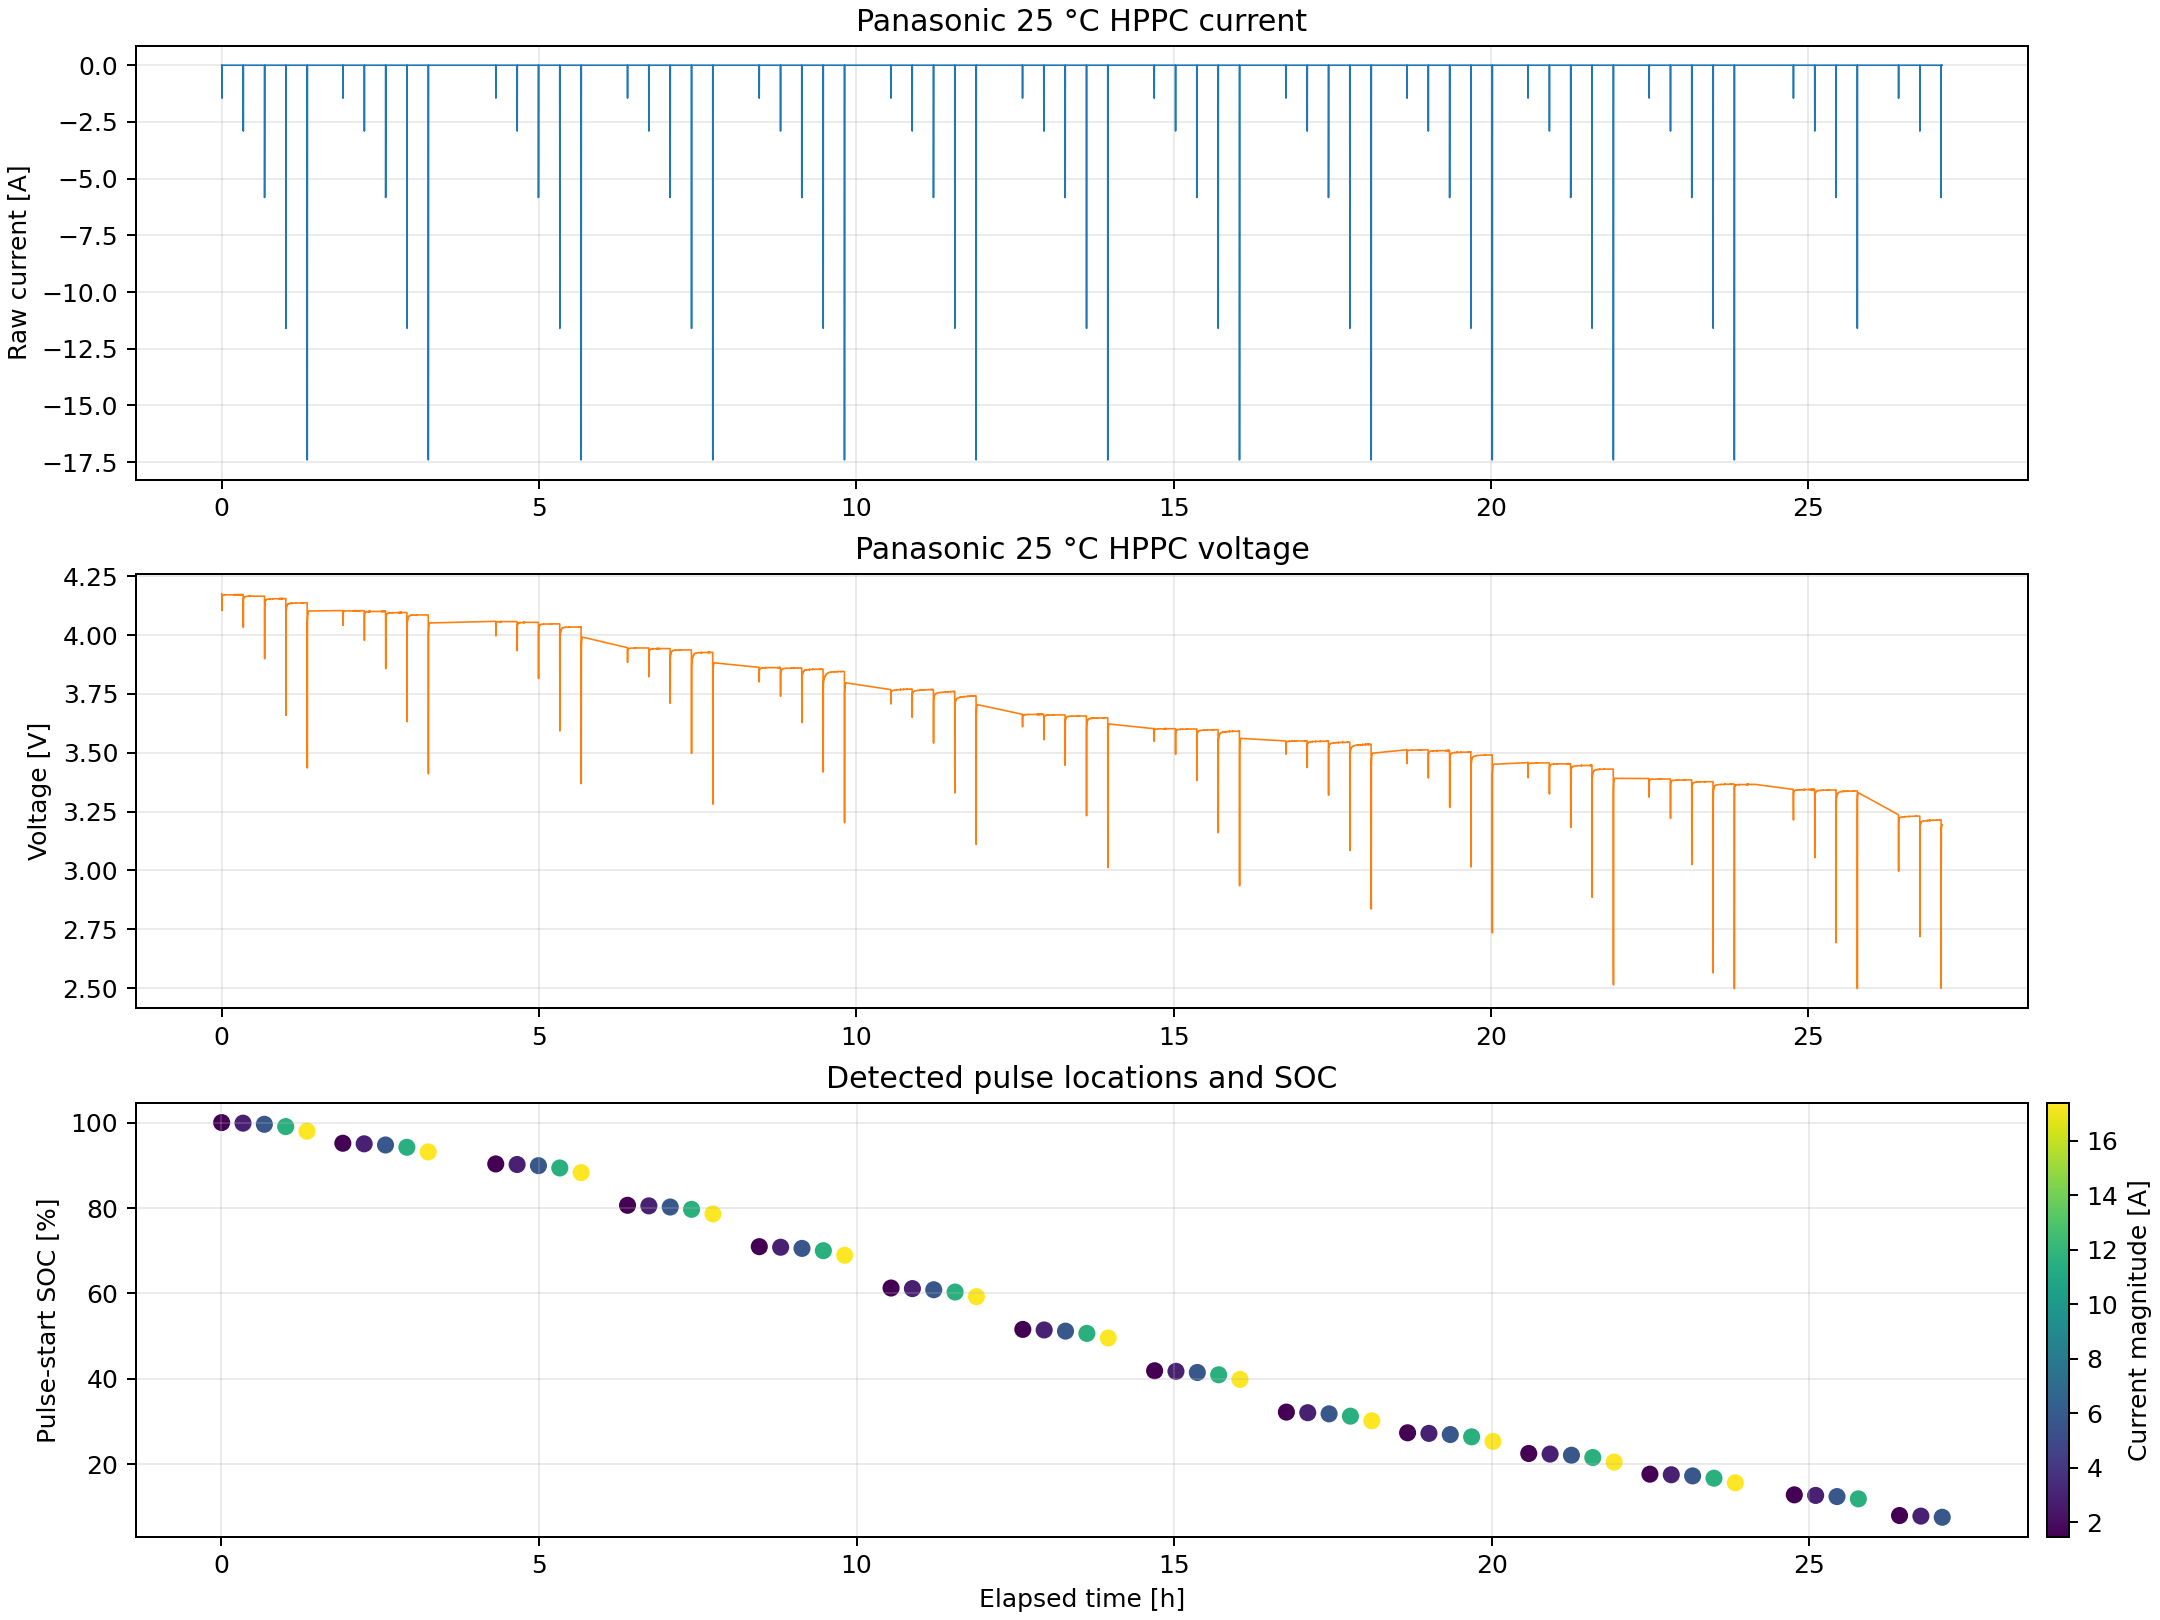 Panasonic 25 °C HPPC current
Raw current [A]
0.0
−2.5
−5.0
−7.5
−10.0
−12.5
−15.0
−17.5
0 5 10 15 20 25
Panasonic 25 °C HPPC voltage
Voltage [V]
4.25
4.00
3.75
3.50
3.25
3.00
2.75
2.50
0 5 10 15 20 25
Detected pulse locations and SOC
Pulse-start SOC [%]
100
80
60
40
20
0 5 10 15 20 25
Elapsed time [h]
16
14
12
10
8
6
4
2
Current magnitude [A]